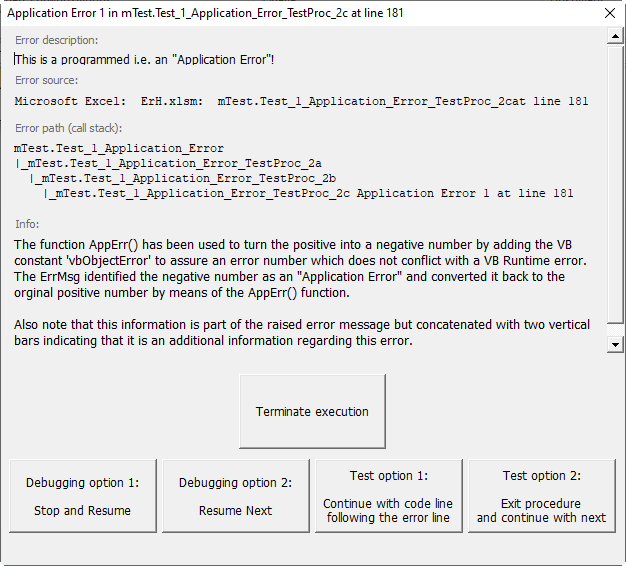 Application Error 1 in mTest.Test_1_Application_Error_TestProc_2c at line 181
Error description:
This is a programmed i.e. an "Application Error"!
Error source:
Microsoft Excel:  ErH.xlsm:  mTest.Test_1_Application_Error_TestProc_2cat line 181
Error path (call stack):
mTest.Test_1_Application_Error
|_mTest.Test_1_Application_Error_TestProc_2a
  |_mTest.Test_1_Application_Error_TestProc_2b
    |_mTest.Test_1_Application_Error_TestProc_2c Application Error 1 at line 181
Info:
The function AppErr() has been used to turn the positive into a negative number by adding the VB
constant 'vbObjectError' to assure an error number which does not conflict with a VB Runtime error.
The ErrMsg identified the negative number as an "Application Error" and converted it back to the
orginal positive number by means of the AppErr() function.
Also note that this information is part of the raised error message but concatenated with two vertical
bars indicating that it is an additional information regarding this error.
Terminate execution
Debugging option 1:
Stop and Resume
Debugging option 2:
Resume Next
Test option 1:
Continue with code line
following the error line
Test option 2:
Exit procedure
and continue with next